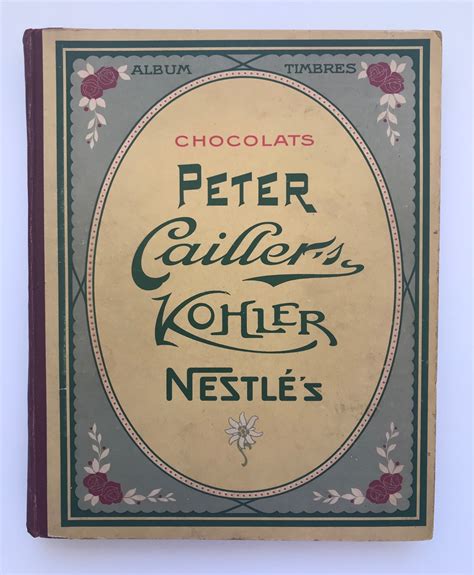 ALBUM TIMBRES
CHOCOLATS
PETER
Cailler's,
KOHLER
NESTLÉ'S